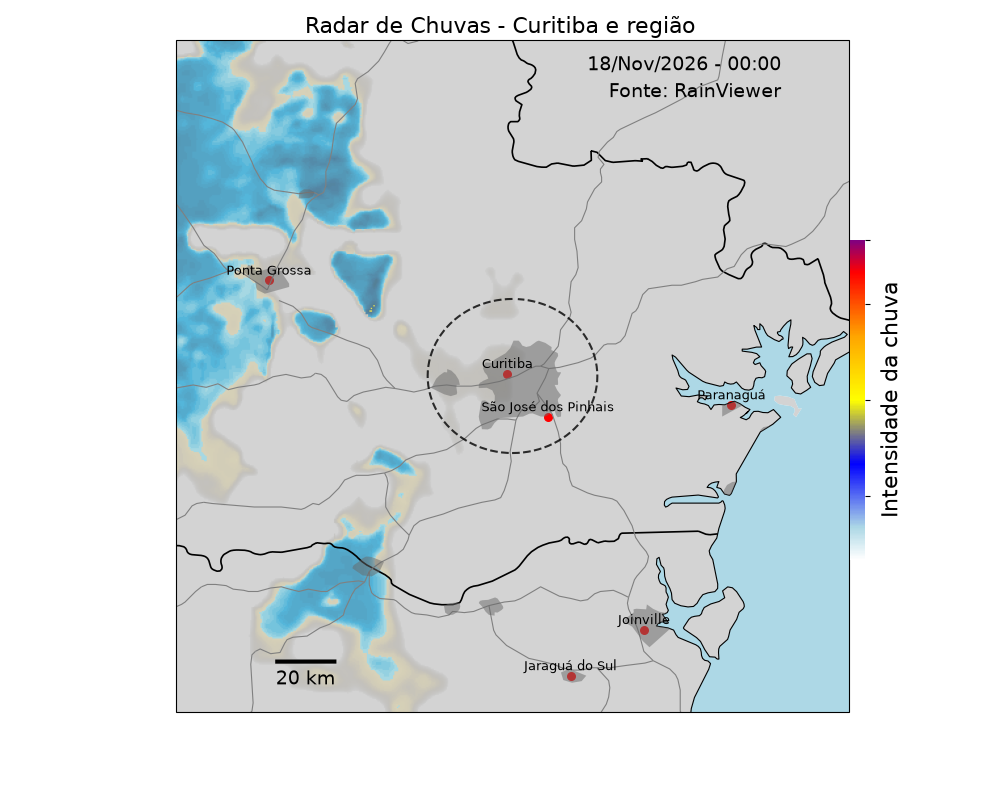 Radar de Chuvas - Curitiba e região
18/Nov/2026 - 00:00
Fonte: RainViewer
Ponta Grossa
Curitiba
Paranaguá
São José dos Pinhais
Intensidade da chuva
Joinville
Jaraguá do Sul
20 km